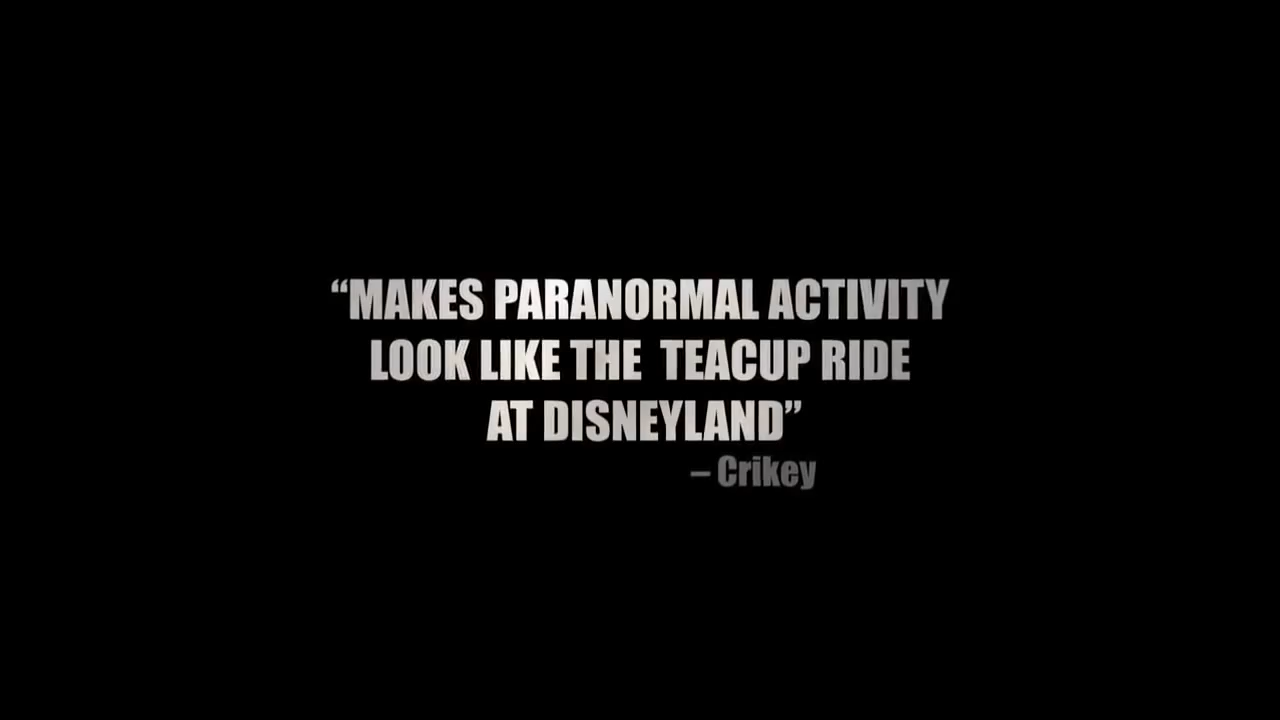 “MAKES PARANORMAL ACTIVITY
LOOK LIKE THE  TEACUP RIDE
AT DISNEYLAND”
– Crikey